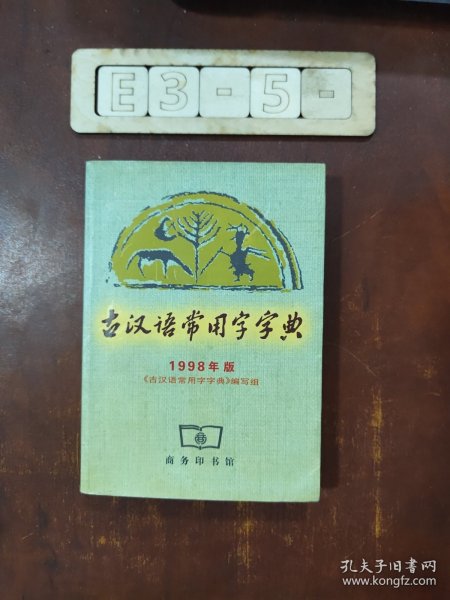 E3-5-
古汉语常用字字典
1998年版
《古汉语常用字字典》编写组
商务印书馆
孔夫子旧书网
www.kongfz.com